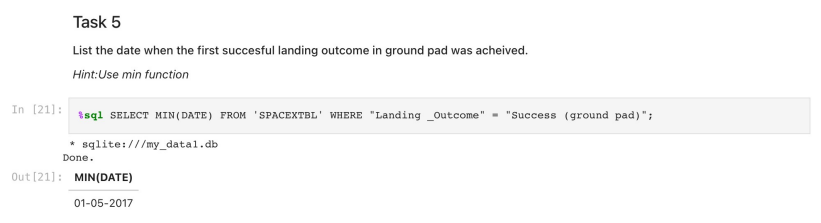 Task 5
List the date when the first succesful landing outcome in ground pad was acheived.
Hint:Use min function
In [21]: %sql SELECT MIN(DATE) FROM 'SPACEXTBL' WHERE "Landing _Outcome" = "Success (ground pad)";
* sqlite:///my_data1.db
Done.
Out[21]: MIN(DATE)
01-05-2017